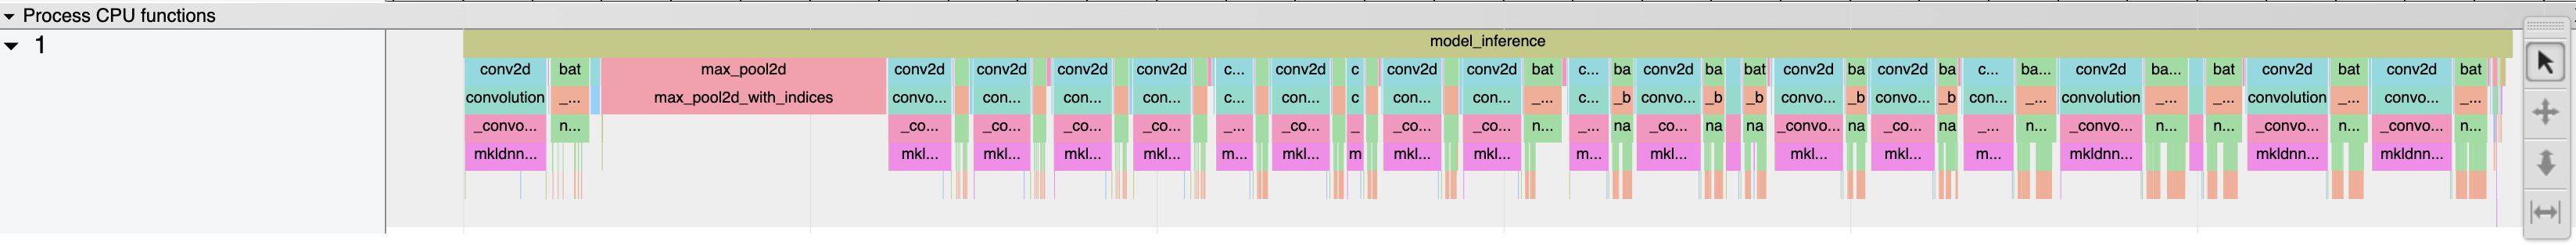 Process CPU functions
1
model_inference
conv2d bat max_pool2d conv2d conv2d conv2d conv2d c... conv2d c conv2d conv2d bat c... ba conv2d ba bat conv2d ba conv2d ba c... ba... conv2d ba... bat conv2d bat conv2d bat
convolution _... max_pool2d_with_indices convo... con... con... con... c... con... c con... con... _... c... _b convo... _b _b convo... _b convo... _b con... _... convolution _... _... convolution _... convo... _...
_convo... n... _co... _co... _co... _co... _... _co... _ _co... _co... n... _... na _co... na na _convo... na _co... na _... n... _convo... n... n... _convo... n... _convo... n...
mkldnn... mkl... mkl... mkl... mkl... m... mkl... m mkl... mkl... m... mkl... mkl... mkl... m... mkldnn... mkldnn... mkldnn...